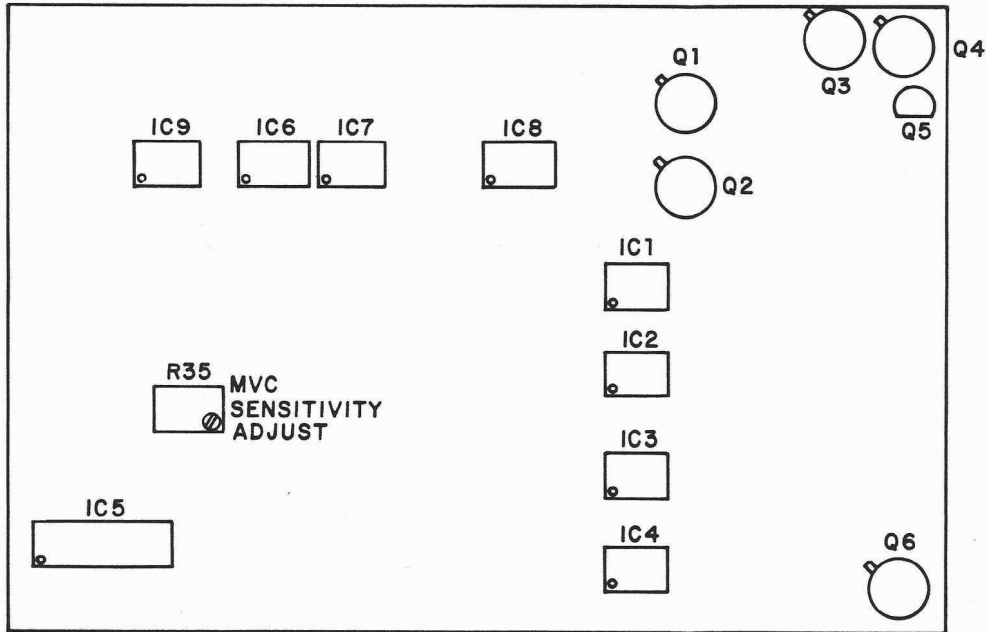 Q1
Q3
Q4
Q5
IC9
IC6
IC7
IC8
Q2
IC1
IC2
R35
MVC
SENSITIVITY
ADJUST
IC3
IC5
IC4
Q6